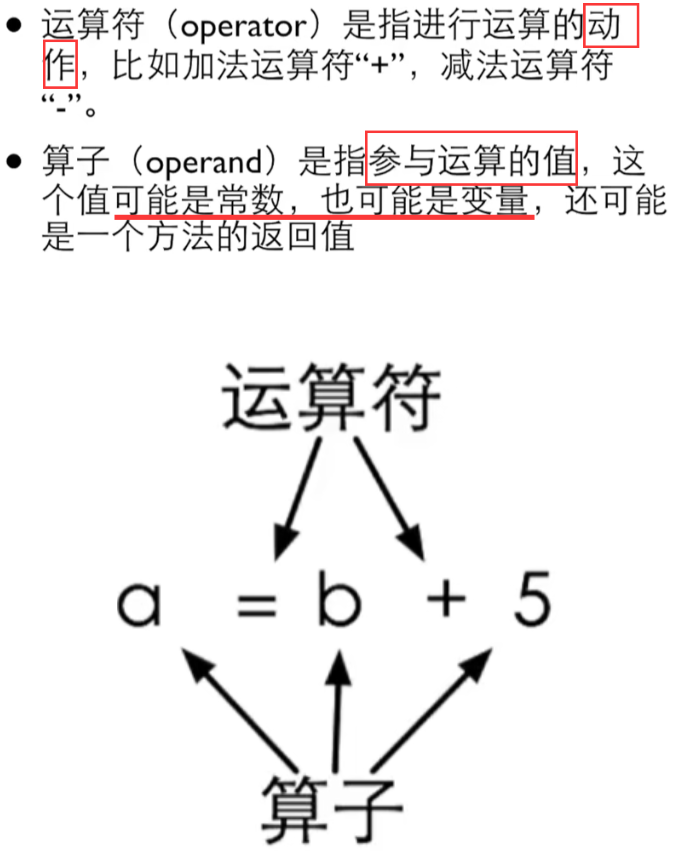 ● 运算符（operator）是指进行运算的动
作，比如加法运算符“+”，减法运算符
“-”。
● 算子（operand）是指参与运算的值，这
个值可能是常数，也可能是变量，还可能
是一个方法的返回值
运算符
a = b + 5
算子